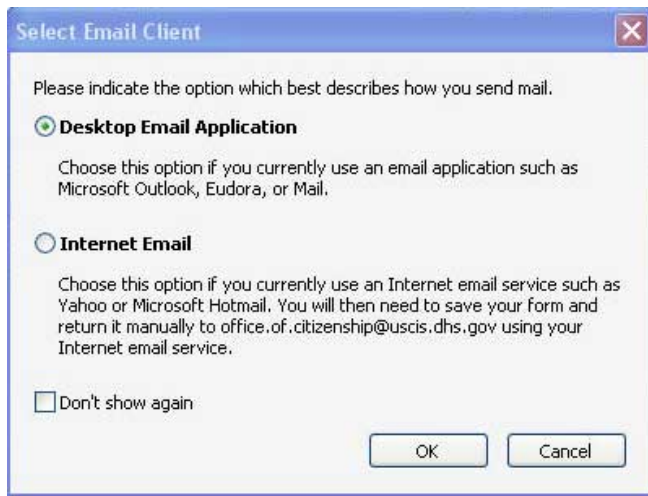 Select Email Client
Please indicate the option which best describes how you send mail.
Desktop Email Application
Choose this option if you currently use an email application such as
Microsoft Outlook, Eudora, or Mail.
Internet Email
Choose this option if you currently use an Internet email service such as
Yahoo or Microsoft Hotmail. You will then need to save your form and
return it manually to office.of.citizenship@uscis.dhs.gov using your
Internet email service.
Don't show again
OK Cancel